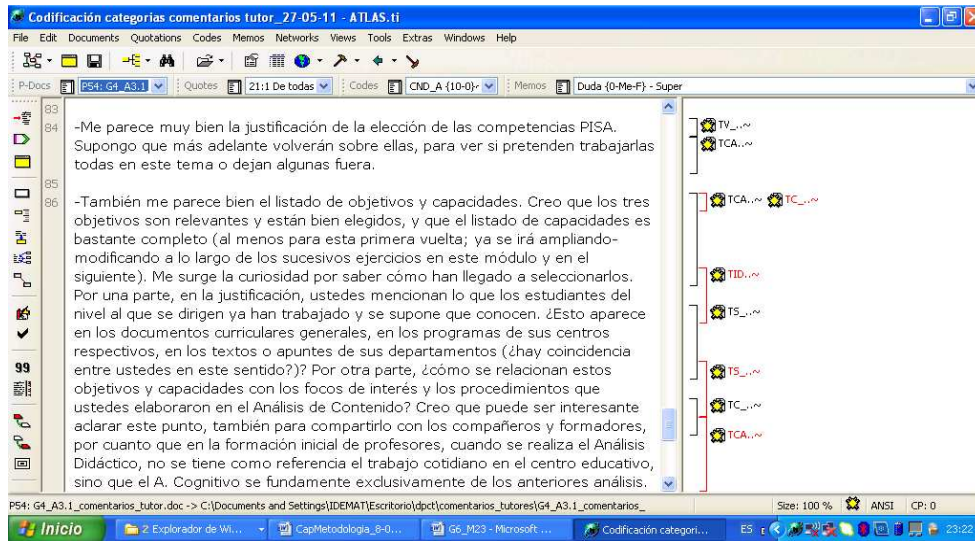 Codificación categorias comentarios tutor_27-05-11 - ATLAS.ti
File Edit Documents Quotations Codes Memos Networks Views Tools Extras Windows Help
P-Docs P54: G4_A3.1 Quotes 21:1 De todas Codes CND_A {10-0}- Memos Duda {0-Me-F} - Super
83
84 -Me parece muy bien la justificación de la elección de las competencias PISA. TV_..~
Supongo que más adelante volverán sobre ellas, para ver si pretenden trabajarlas TCA..~
todas en este tema o dejan algunas fuera.
85
86 -También me parece bien el listado de objetivos y capacidades. Creo que los tres TCA..~ TC_..~
objetivos son relevantes y están bien elegidos, y que el listado de capacidades es
bastante completo (al menos para esta primera vuelta; ya se irá ampliando-
modificando a lo largo de los sucesivos ejercicios en este módulo y en el
siguiente). Me surge la curiosidad por saber cómo han llegado a seleccionarlos. TID..~
Por una parte, en la justificación, ustedes mencionan lo que los estudiantes del
nivel al que se dirigen ya han trabajado y se supone que conocen. ¿Esto aparece TS_..~
en los documentos curriculares generales, en los programas de sus centros
respectivos, en los textos o apuntes de sus departamentos (¿hay coincidencia
entre ustedes en este sentido?)? Por otra parte, ¿cómo se relacionan estos TS_..~
objetivos y capacidades con los focos de interés y los procedimientos que
ustedes elaboraron en el Análisis de Contenido? Creo que puede ser interesante TC_..~
aclarar este punto, también para compartirlo con los compañeros y formadores, TCA..~
por cuanto que en la formación inicial de profesores, cuando se realiza el Análisis
Didáctico, no se tiene como referencia el trabajo cotidiano en el centro educativo,
sino que el A. Cognitivo se fundamente exclusivamente de los anteriores análisis.
99
P54: G4_A3.1_comentarios_tutor.doc -> C:\Documents and Settings\IDEMAT\Escritorio\dpct\comentarios_tutores\G4_A3.1_comentarios_ Size: 100 % ANSI CP: 0
Inicio 2 Explorador de Wi... CapMetodologia_8-0... G6_M23 - Microsoft ... Codificación categori... ES 23:22